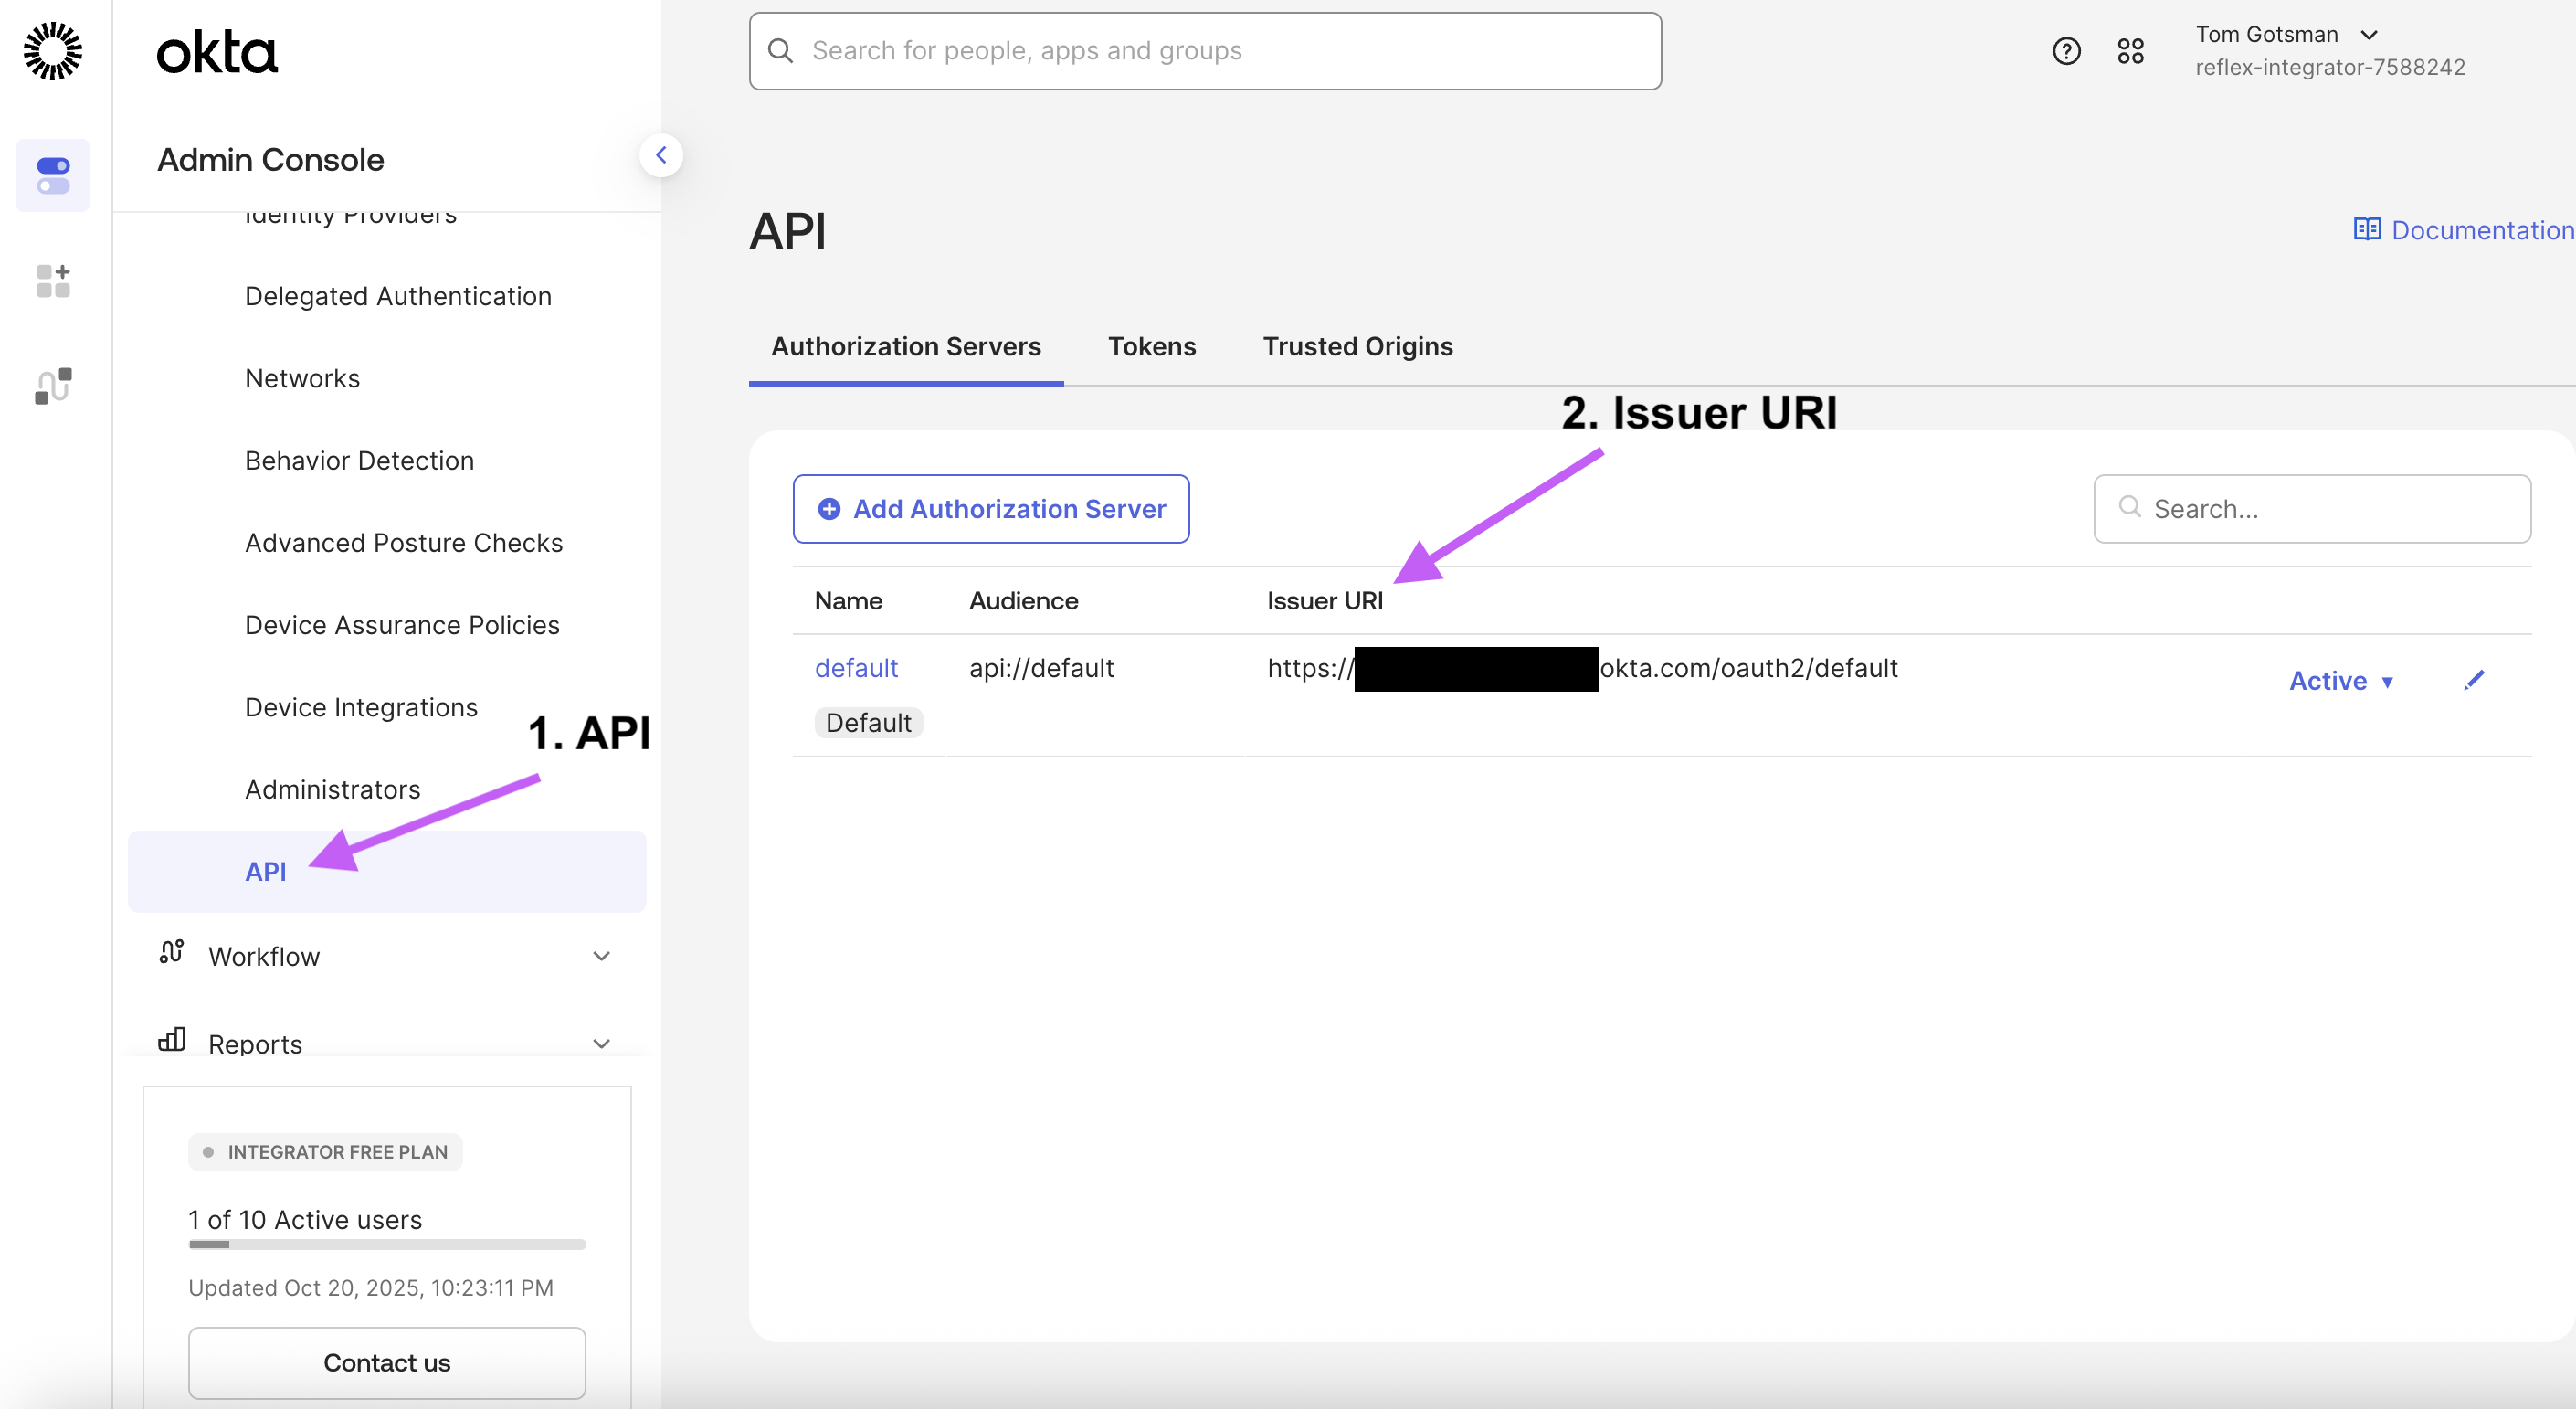 okta
Search for people, apps and groups
Tom Gotsman
reflex-integrator-7588242
Admin Console
Identity Providers
Delegated Authentication
Networks
Behavior Detection
Advanced Posture Checks
Device Assurance Policies
Device Integrations
1. API
Administrators
API
Workflow
Reports
INTEGRATOR FREE PLAN
1 of 10 Active users
Updated Oct 20, 2025, 10:23:11 PM
Contact us
API
Documentation
Authorization Servers Tokens Trusted Origins
2. Issuer URI
Add Authorization Server
Search...
Name Audience Issuer URI
default api://default https:// okta.com/oauth2/default Active
Default